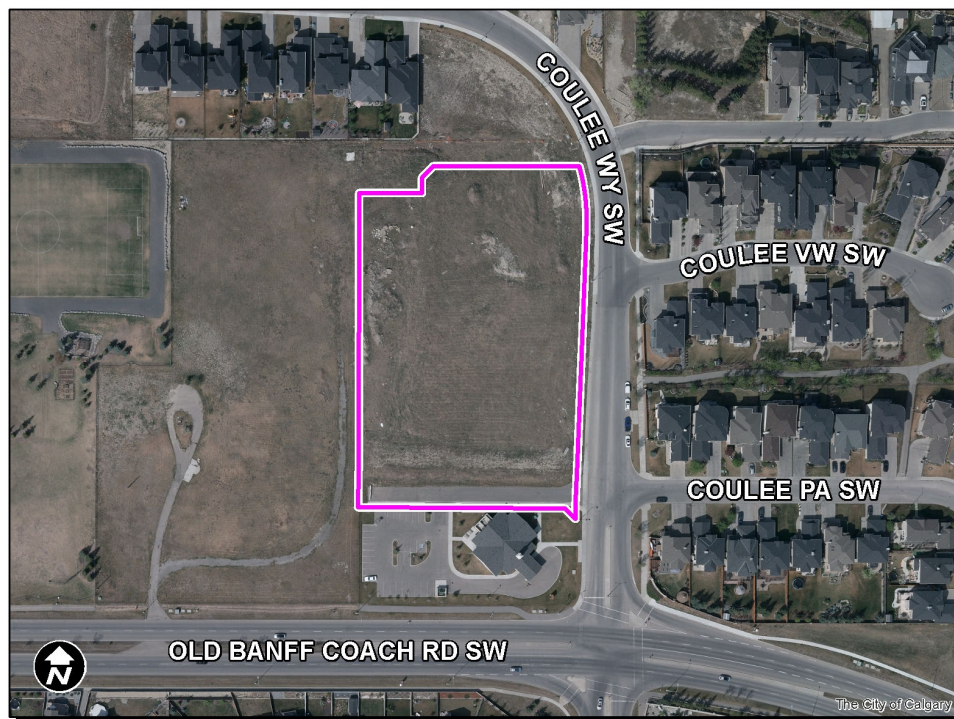 COULEE WY SW
COULEE VW SW
COULEE PA SW
OLD BANFF COACH RD SW
N
The City of Calgary